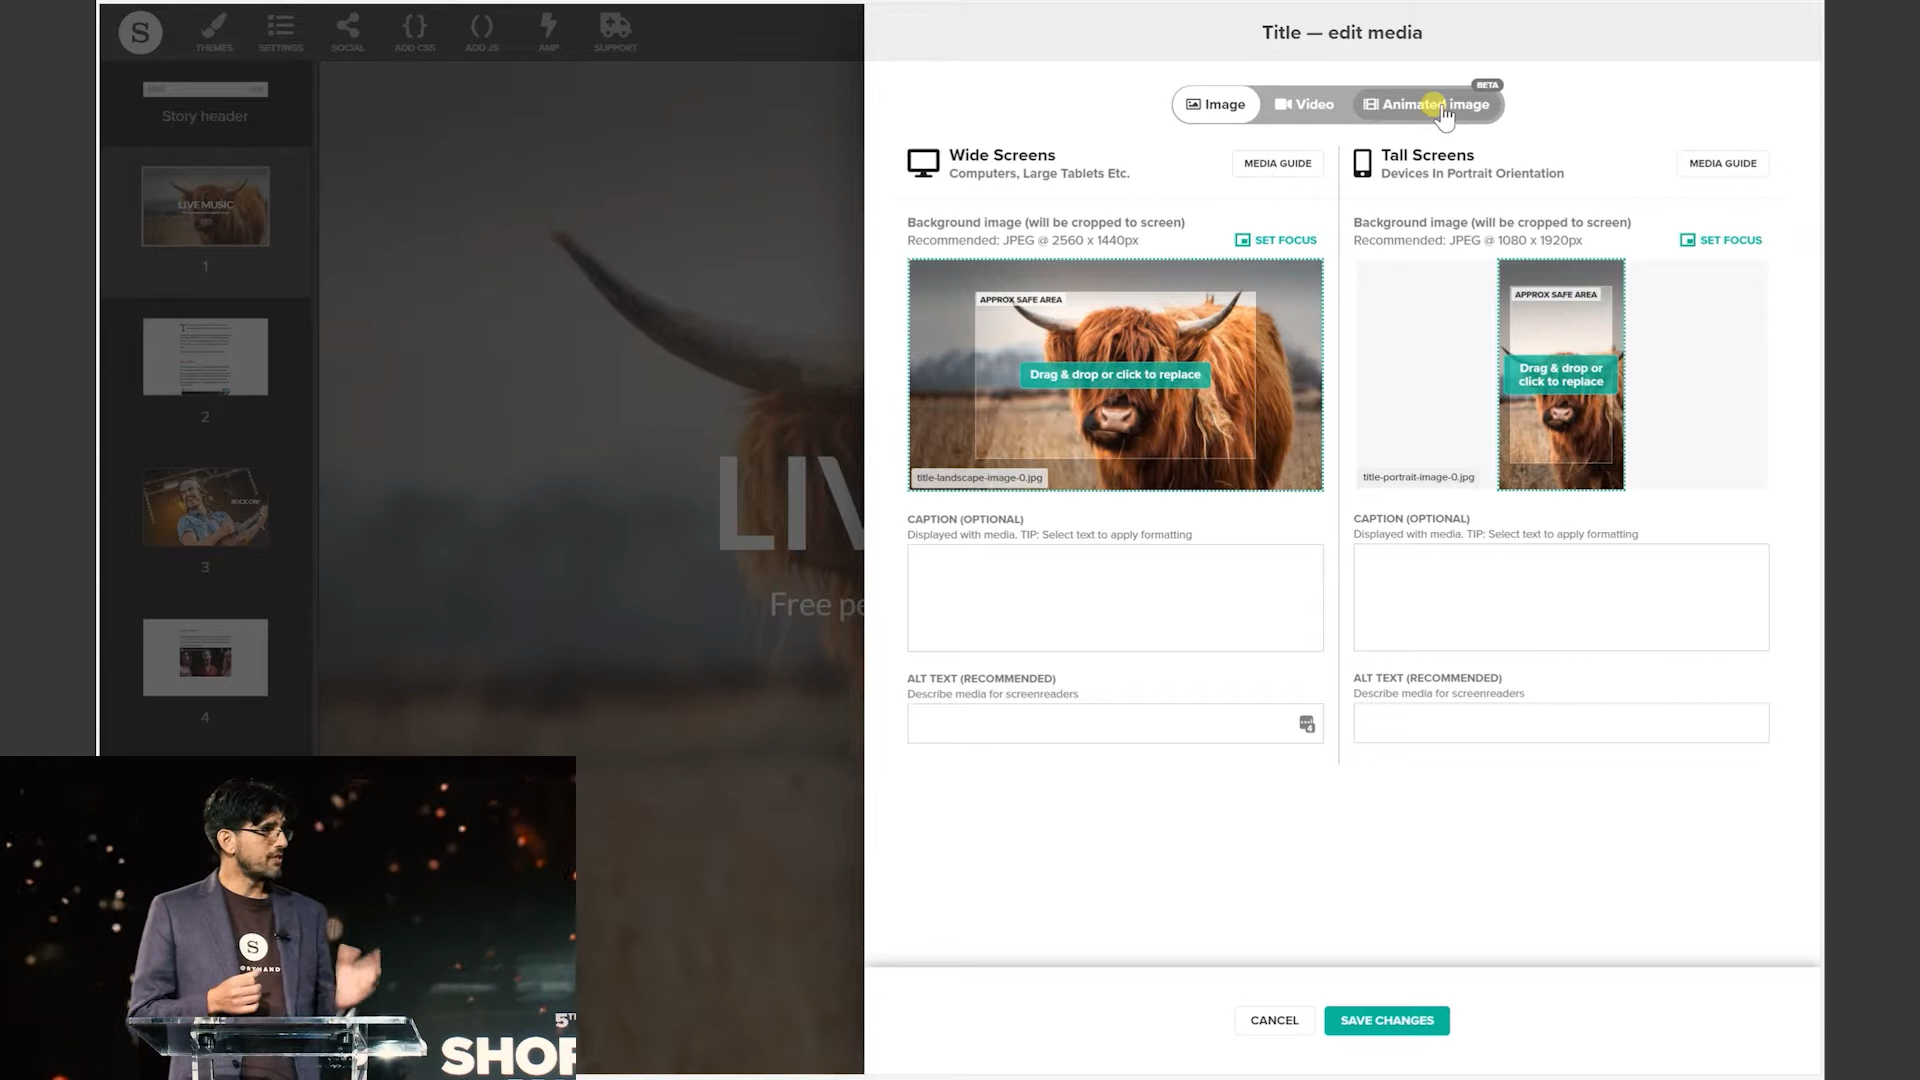 S
THEMES
SETTINGS
SOCIAL
ADD CSS
ADD JS
AMP
SUPPORT
Story header
LIVE MUSIC
1
2
ROCK ON!
3
4
LIV
Free pe
Title — edit media
BETA
Image
Video
Animated image
Wide Screens
Computers, Large Tablets Etc.
MEDIA GUIDE
Background image (will be cropped to screen)
Recommended: JPEG @ 2560 x 1440px
SET FOCUS
APPROX SAFE AREA
Drag & drop or click to replace
title-landscape-image-0.jpg
CAPTION (OPTIONAL)
Displayed with media. TIP: Select text to apply formatting
ALT TEXT (RECOMMENDED)
Describe media for screenreaders
Tall Screens
Devices In Portrait Orientation
MEDIA GUIDE
Background image (will be cropped to screen)
Recommended: JPEG @ 1080 x 1920px
SET FOCUS
APPROX SAFE AREA
Drag & drop or
click to replace
title-portrait-image-0.jpg
CAPTION (OPTIONAL)
Displayed with media. TIP: Select text to apply formatting
ALT TEXT (RECOMMENDED)
Describe media for screenreaders
CANCEL
SAVE CHANGES
S
ORTHAND
5T
SHOR